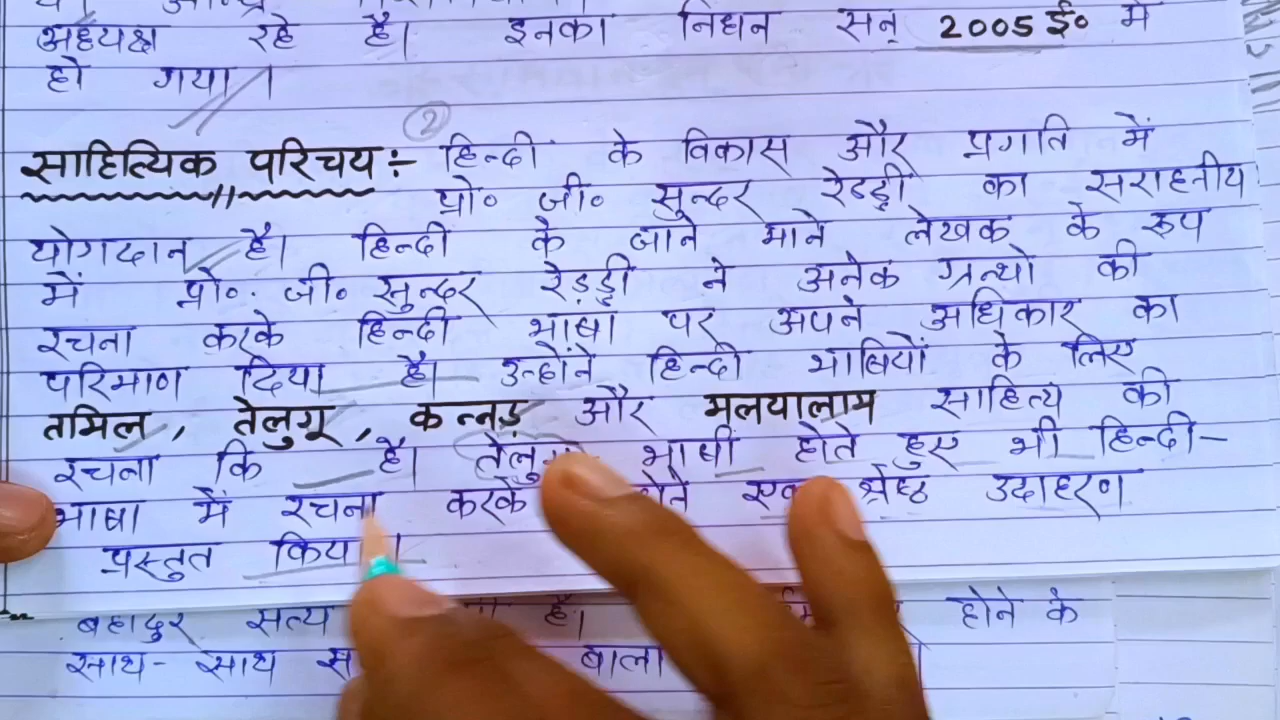 अध्यक्ष रहे है। इनका निधन सन् 2005 ई० में
हो गया ।
②
साहित्यिक परिचय :- हिन्दी के विकास और प्रगति में
प्रो० जी० सुन्दर रेडड्डी का सराहनीय
योगदान है। हिन्दी के जाने माने लेखक के रूप
में प्रो०. जी० सुन्दर रेड्ड्डी ने अनेक ग्रन्थो की
रचना करके हिन्दी भाषा पर अपने अधिकार का
परिमाण दिया है। उन्होंने हिन्दी भाषियों के लिए
तमिल, तेलुगू, कन्नड़ और मलयालाम साहित्य की
रचना कि है। भाषी होते हुए भी हिन्दी-
भाषा में रचना करके श्रेष्ठ उदाहरण
प्रस्तुत
बहादुर सत्य है। होने के
साथ- साथ बाला